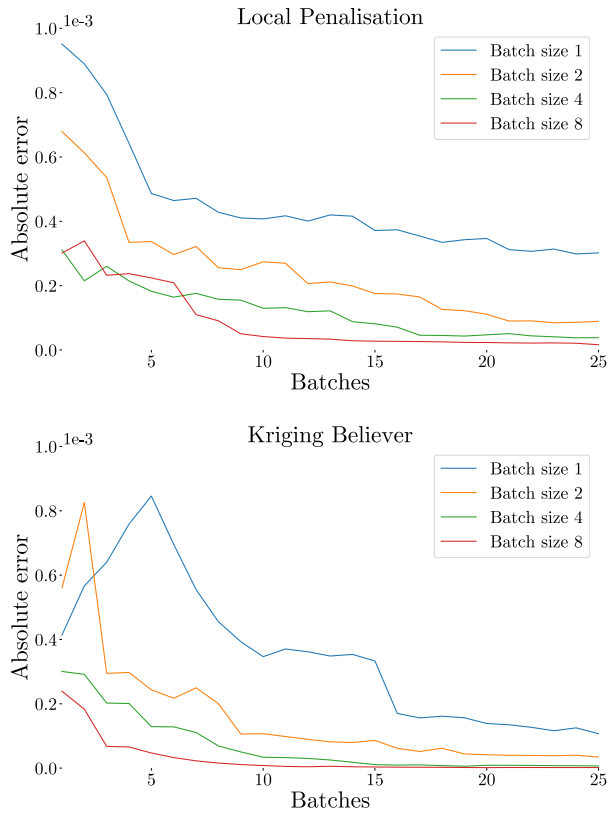 Local Penalisation
1e-3
1.0
0.8
0.6
0.4
0.2
0.0
Absolute error
Batch size 1
Batch size 2
Batch size 4
Batch size 8
5 10 15 20 25
Batches
Kriging Believer
1e-3
1.0
0.8
0.6
0.4
0.2
0.0
Absolute error
Batch size 1
Batch size 2
Batch size 4
Batch size 8
5 10 15 20 25
Batches